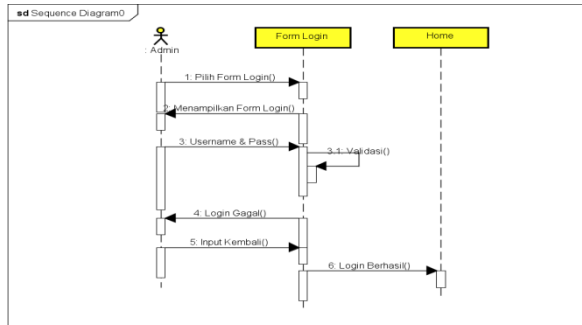 sd Sequence Diagram0
: Admin
Form Login
Home
1: Pilih Form Login()
2: Menampilkan Form Login()
3: Username & Pass()
3.1: Validasi()
4: Login Gagal()
5: Input Kembali()
6: Login Berhasil()